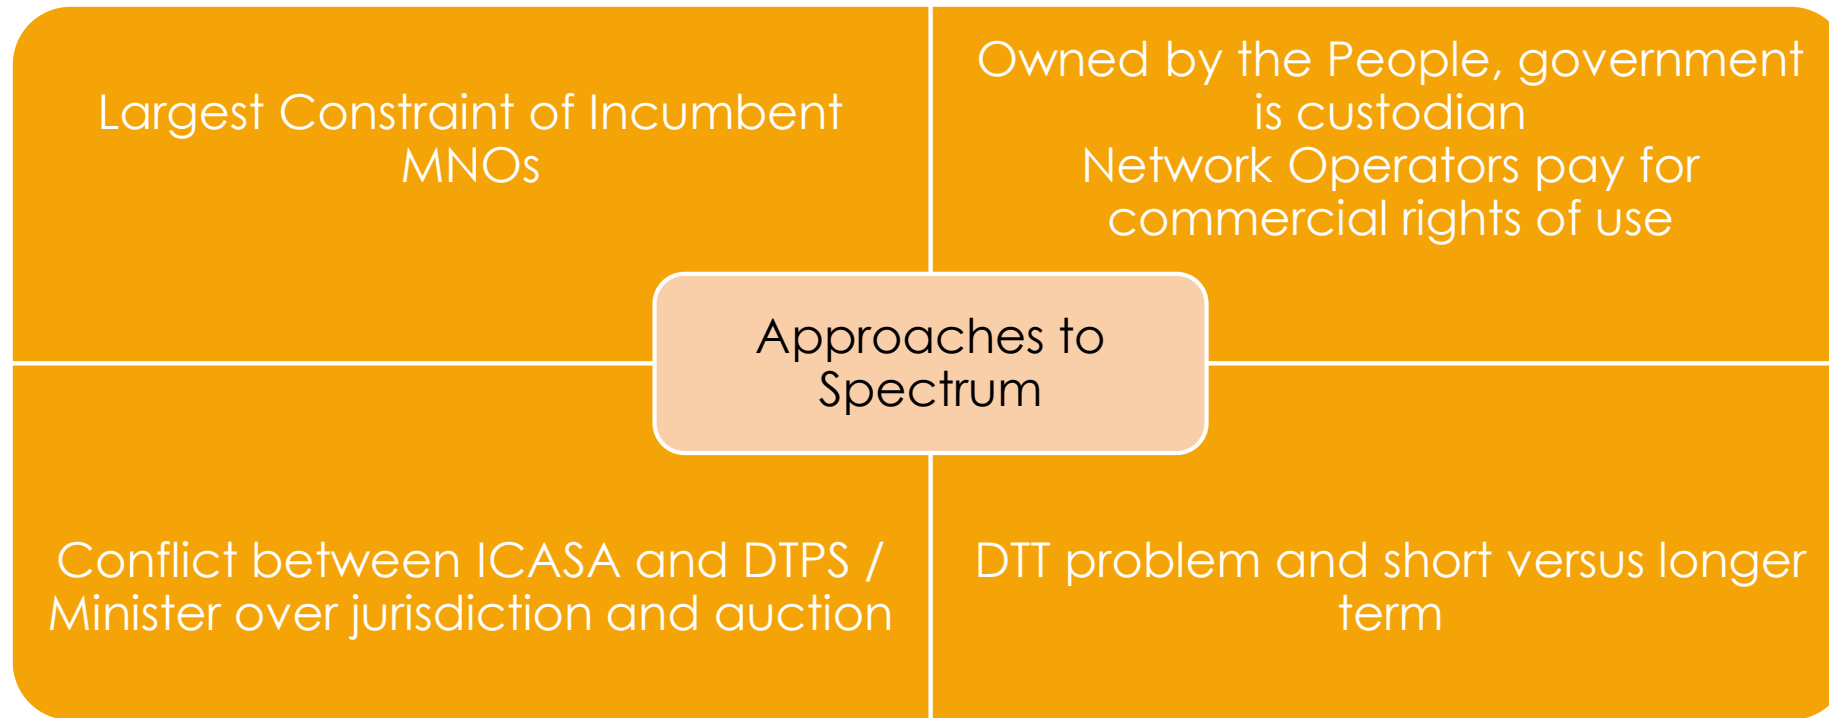 Largest Constraint of Incumbent
MNOs
Owned by the People, government
is custodian
Network Operators pay for
commercial rights of use
Approaches to
Spectrum
Conflict between ICASA and DTPS /
Minister over jurisdiction and auction
DTT problem and short versus longer
term